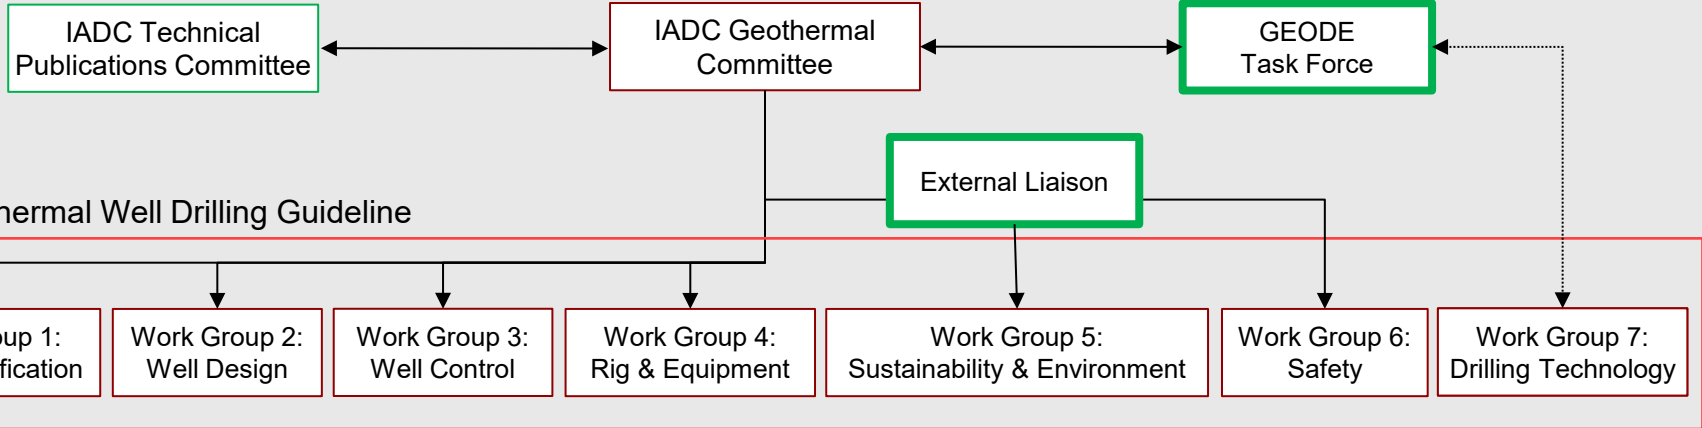 IADC Technical
Publications Committee
IADC Geothermal
Committee
GEODE
Task Force
External Liaison
hermal Well Drilling Guideline
oup 1:
fication
Work Group 2:
Well Design
Work Group 3:
Well Control
Work Group 4:
Rig & Equipment
Work Group 5:
Sustainability & Environment
Work Group 6:
Safety
Work Group 7:
Drilling Technology